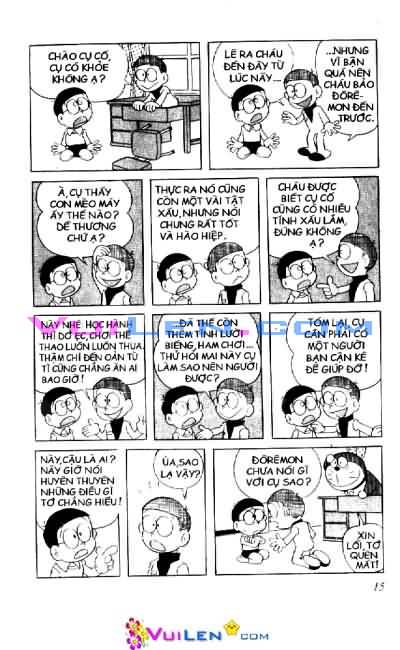 CHÀO CỤ CỐ,
CỤ CÓ KHỎE
KHÔNG Ạ?
LẼ RA CHÁU
ĐẾN ĐÂY TỪ
LÚC NÃY...
...NHƯNG
VÌ BẬN
QUÁ NÊN
CHÁU BẢO
ĐÔRÊ-
MON ĐẾN
TRƯỚC.
À, CỤ THẤY
CON MÈO MÁY
ẤY THẾ NÀO?
DỄ THƯƠNG
CHỨ Ạ?
THỰC RA NÓ CŨNG
CÒN MỘT VÀI TẬT
XẤU, NHƯNG NÓI
CHUNG RẤT TỐT
VÀ HÀO HIỆP.
CHÁU ĐƯỢC
BIẾT CỤ CỐ
CŨNG CÓ NHIỀU
TÍNH XẤU LẮM,
ĐÚNG KHÔNG
Ạ?
NÀY NHÉ HỌC HÀNH
THÌ DỞ ẸC, CHƠI THỂ
THAO LUÔN LUÔN THUA,
THẬM CHÍ ĐẾN OẲN TÙ
TÌ CŨNG CHẲNG ĂN AI
BAO GIỜ!
ĐÃ THẾ CÒN
THÊM TÍNH LƯỜI
BIẾNG, HAM CHƠI...
THỬ HỎI MAI NÀY CỤ
LÀM SAO NÊN NGƯỜI
ĐƯỢC?
TÓM LẠI, CỤ
CẦN PHẢI CÓ
MỘT NGƯỜI
BẠN CẬN KỀ
ĐỂ GIÚP ĐỠ!
VUILEN.COM
NÀY, CẬU LÀ AI?
NÃY GIỜ NÓI
HUYÊN THUYÊN
NHỮNG ĐIỀU GÌ
TỚ CHẲNG HIỂU!
ỦA, SAO
LẠ VẬY?
ĐÔRÊMON
CHƯA NÓI GÌ
VỚI CỤ SAO?
XIN
LỖI, TỚ
QUÊN
MẤT!
15
VUILEN.COM